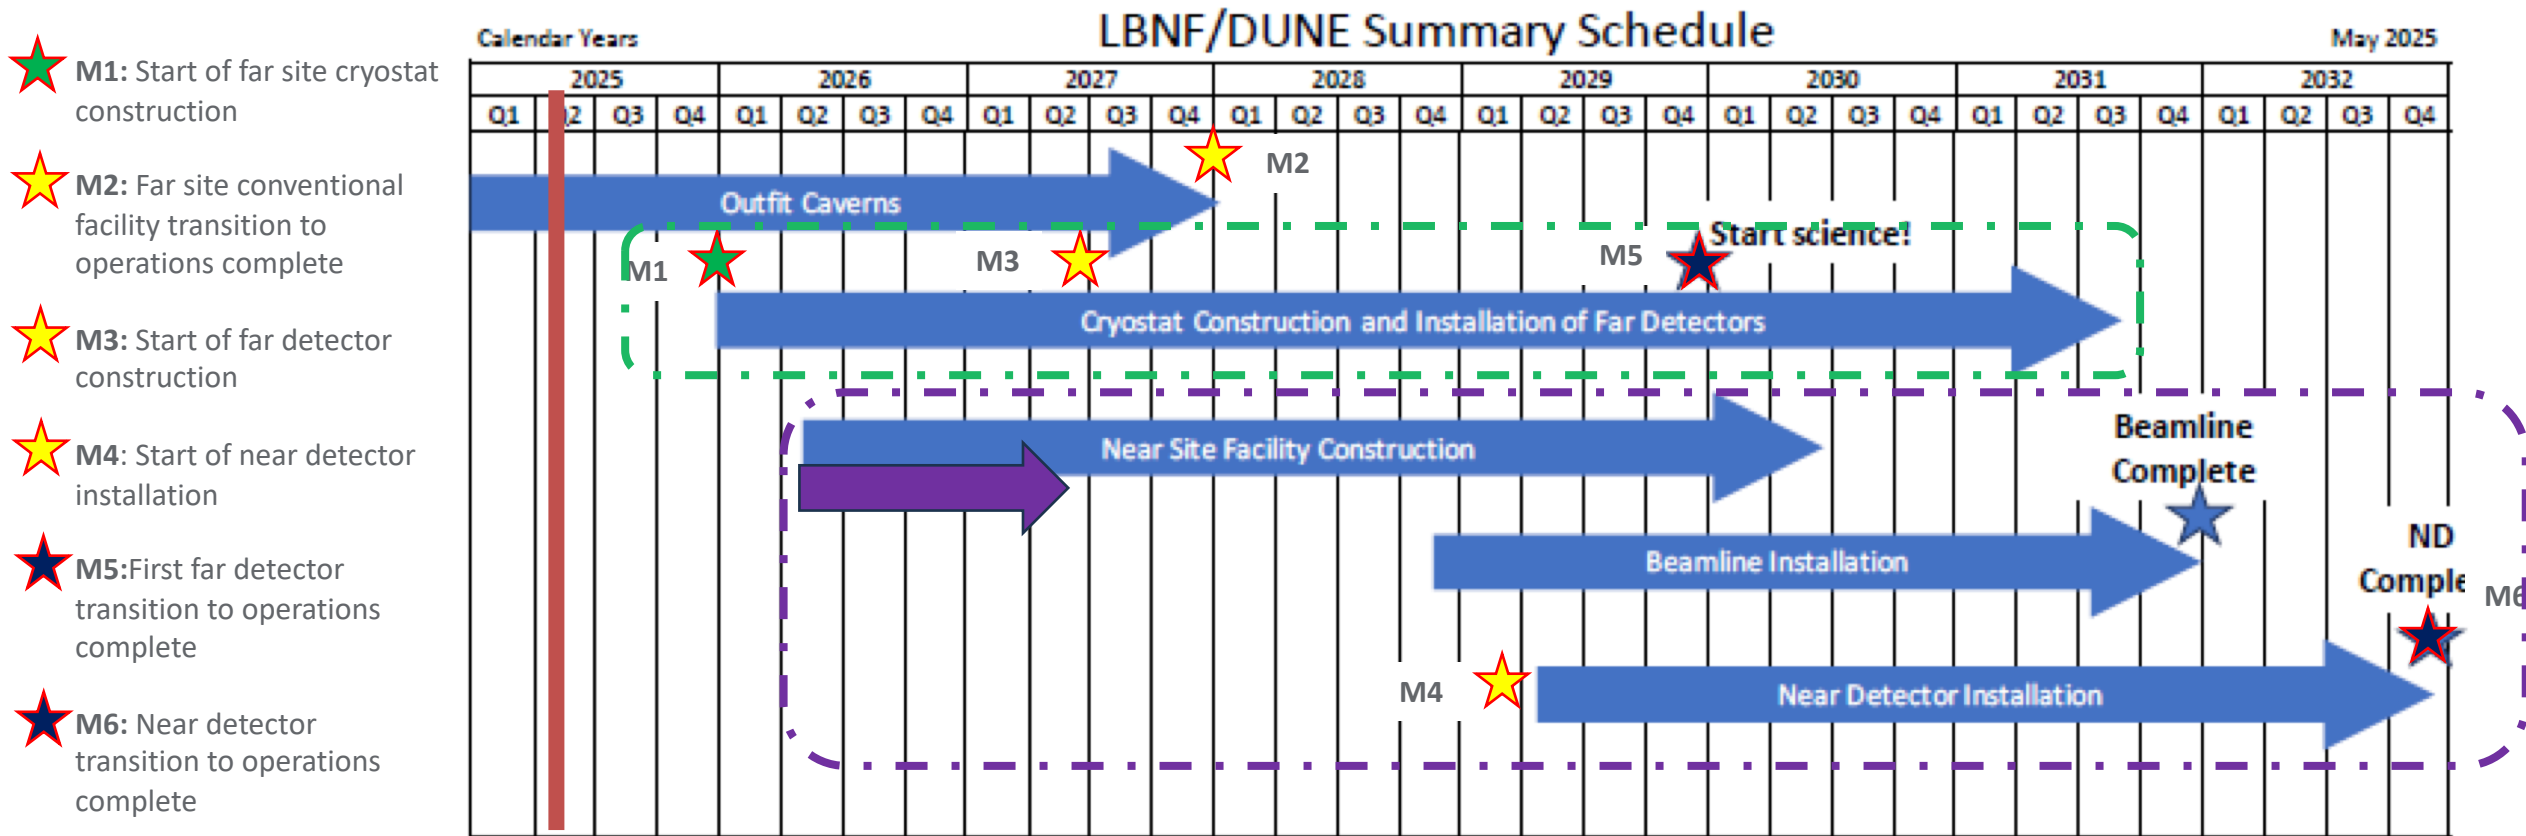 LBNF/DUNE Summary Schedule
Calendar Years
May 2025
2025 2026 2027 2028 2029 2030 2031 2032
Q1 Q2 Q3 Q4 Q1 Q2 Q3 Q4 Q1 Q2 Q3 Q4 Q1 Q2 Q3 Q4 Q1 Q2 Q3 Q4 Q1 Q2 Q3 Q4 Q1 Q2 Q3 Q4 Q1 Q2 Q3 Q4
M1: Start of far site cryostat
construction
M2: Far site conventional
facility transition to
operations complete
M3: Start of far detector
construction
M4: Start of near detector
installation
M5:First far detector
transition to operations
complete
M6: Near detector
transition to operations
complete
M2
Outfit Caverns
M1
M3
M5
Start science!
Cryostat Construction and Installation of Far Detectors
Near Site Facility Construction
Beamline
Complete
Beamline Installation
ND
Comple
M6
M4
Near Detector Installation